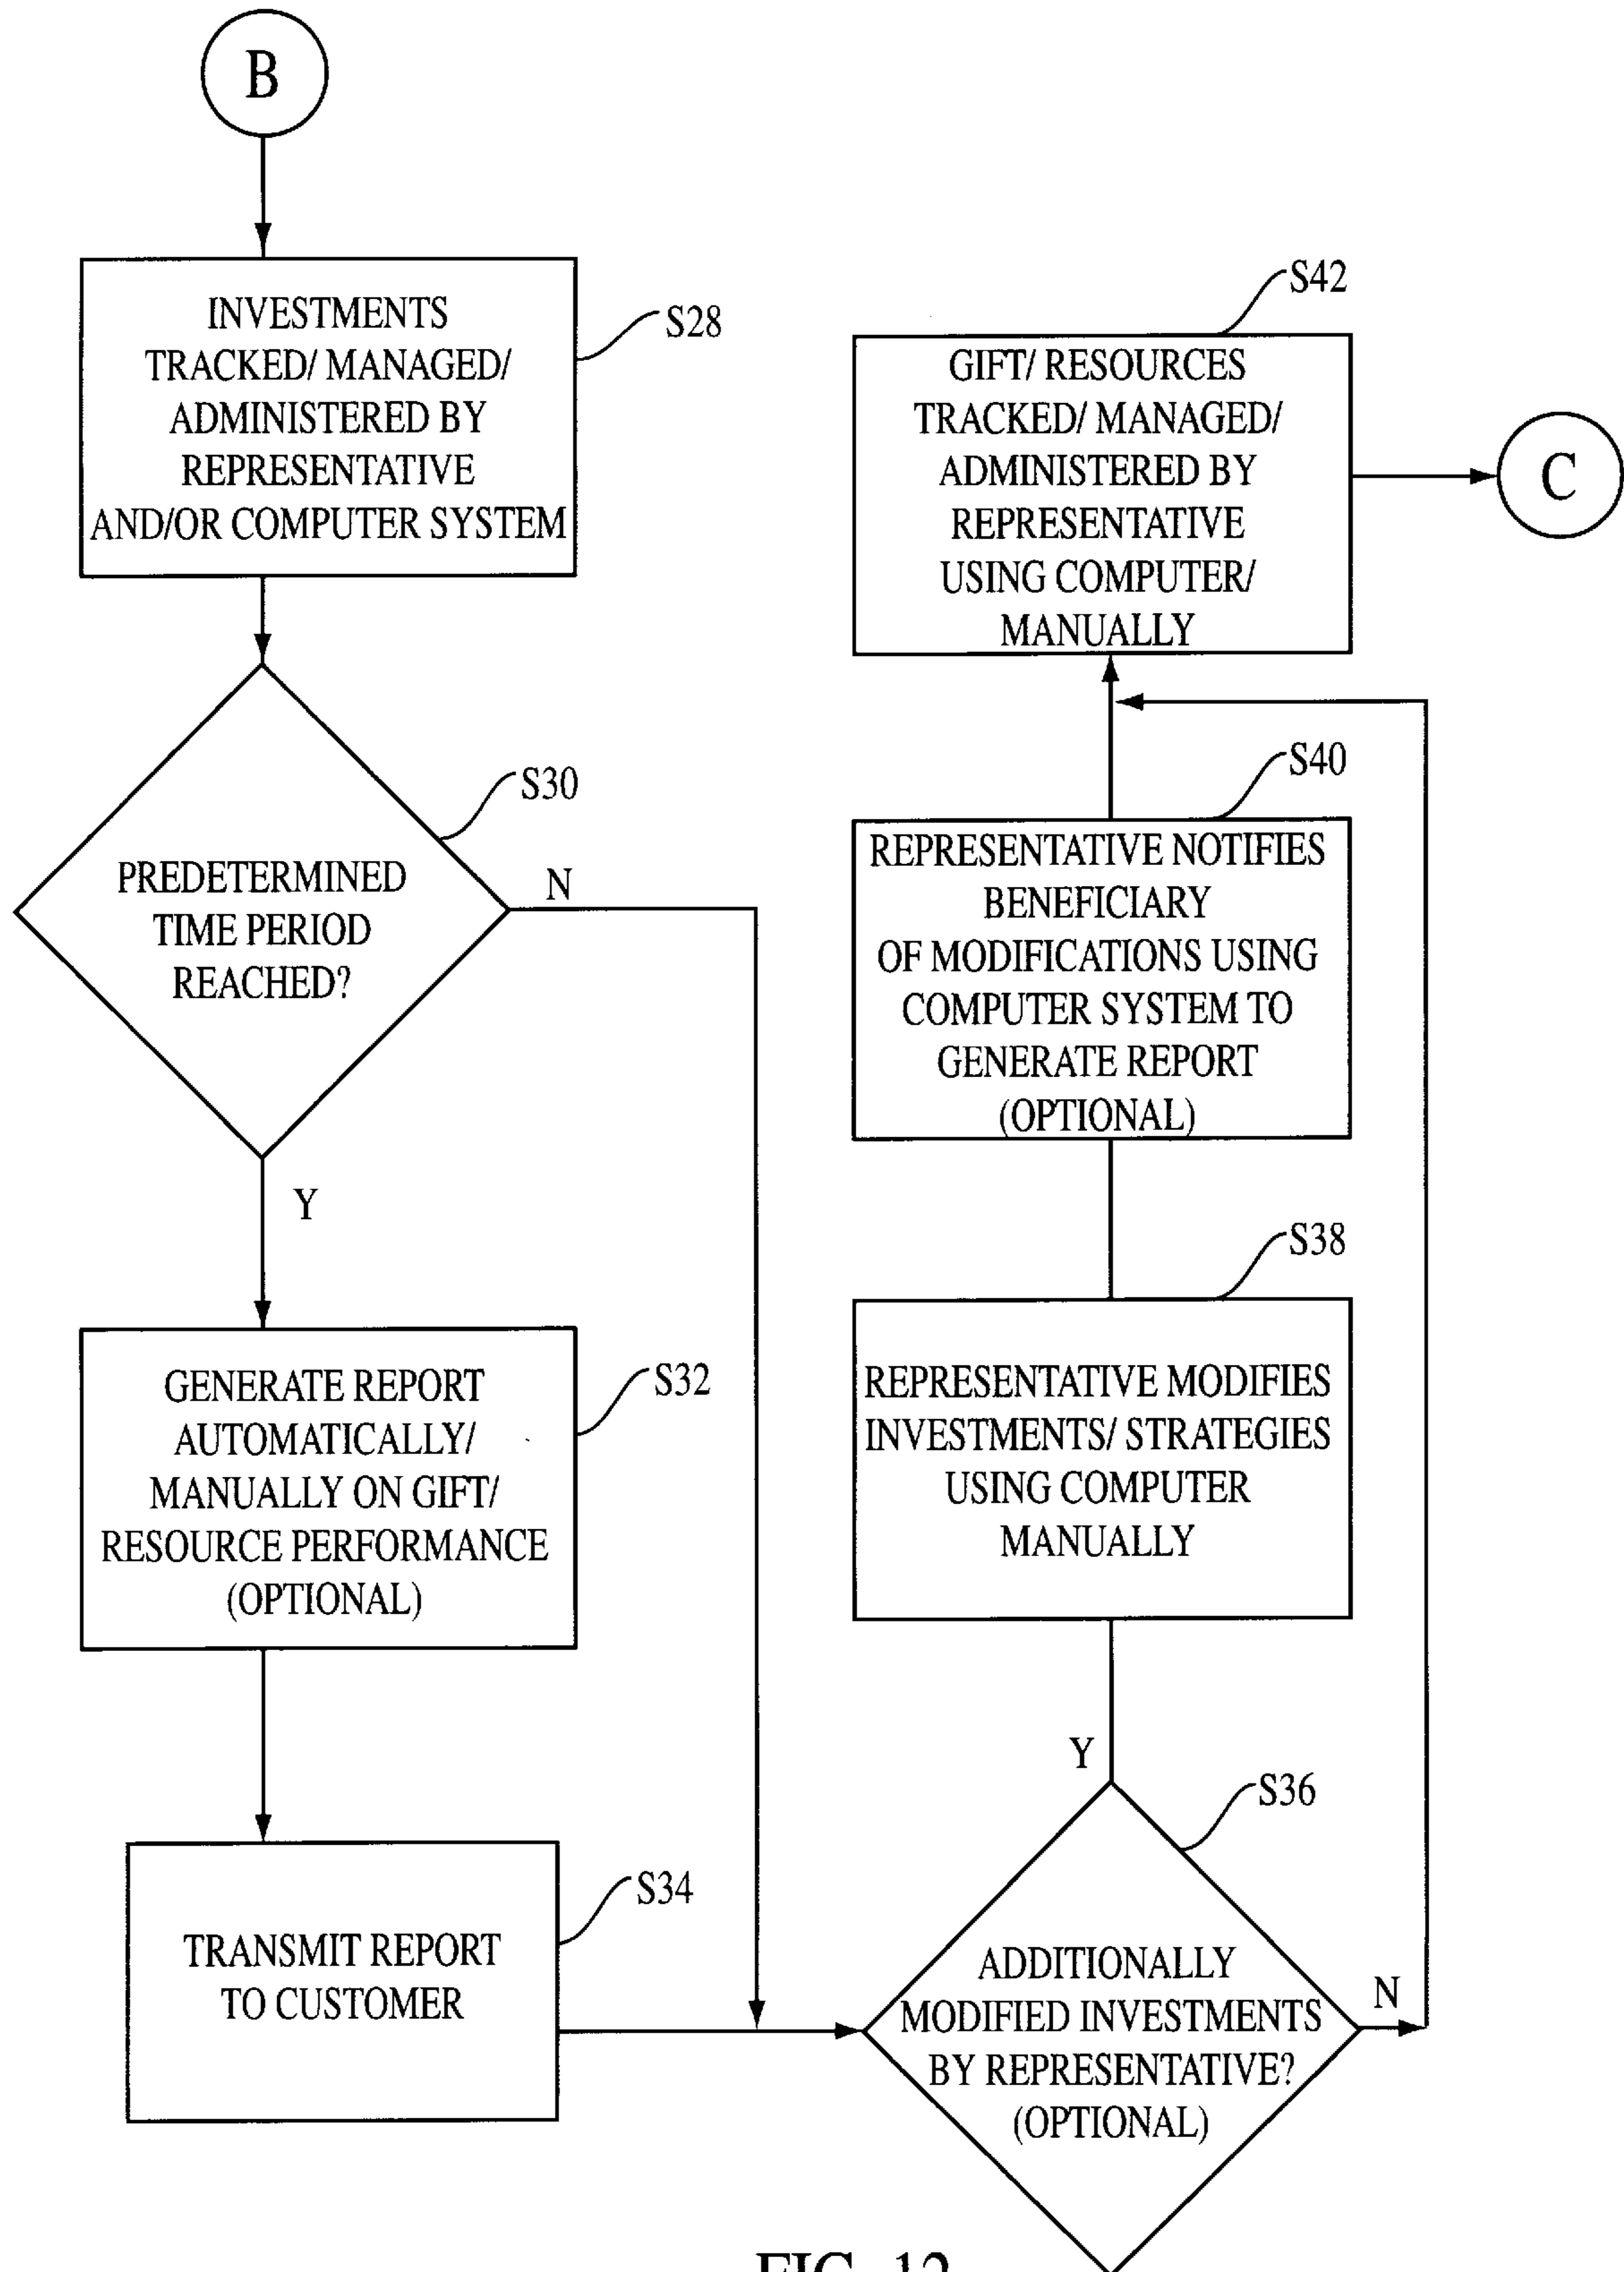 B
INVESTMENTS
TRACKED/ MANAGED/
ADMINISTERED BY
REPRESENTATIVE
AND/OR COMPUTER SYSTEM
S28
PREDETERMINED
TIME PERIOD
REACHED?
S30
N
Y
GENERATE REPORT
AUTOMATICALLY/
MANUALLY ON GIFT/
RESOURCE PERFORMANCE
(OPTIONAL)
S32
TRANSMIT REPORT
TO CUSTOMER
S34
S42
GIFT/ RESOURCES
TRACKED/ MANAGED/
ADMINISTERED BY
REPRESENTATIVE
USING COMPUTER/
MANUALLY
C
S40
REPRESENTATIVE NOTIFIES
BENEFICIARY
OF MODIFICATIONS USING
COMPUTER SYSTEM TO
GENERATE REPORT
(OPTIONAL)
S38
REPRESENTATIVE MODIFIES
INVESTMENTS/ STRATEGIES
USING COMPUTER
MANUALLY
Y
S36
ADDITIONALLY
MODIFIED INVESTMENTS
BY REPRESENTATIVE?
(OPTIONAL)
N
FIG. 12